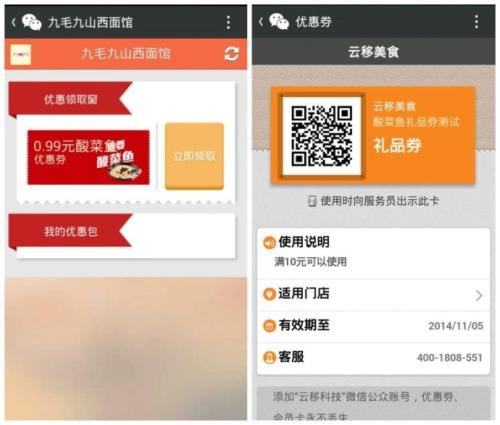 九毛九山西面馆
九毛九山西面馆
优惠领取窗
0.99元酸菜鱼
优惠券
酸菜鱼
立即领取
我的优惠包
优惠券
云移美食
云移美食
酸菜鱼礼品券测试
礼品券
使用时向服务员出示此卡
使用说明
满10元可以使用
适用门店
有效期至
2014/11/05
客服
400-1808-551
添加“云移科技”微信公众账号，优惠券、
会员卡永不丢失